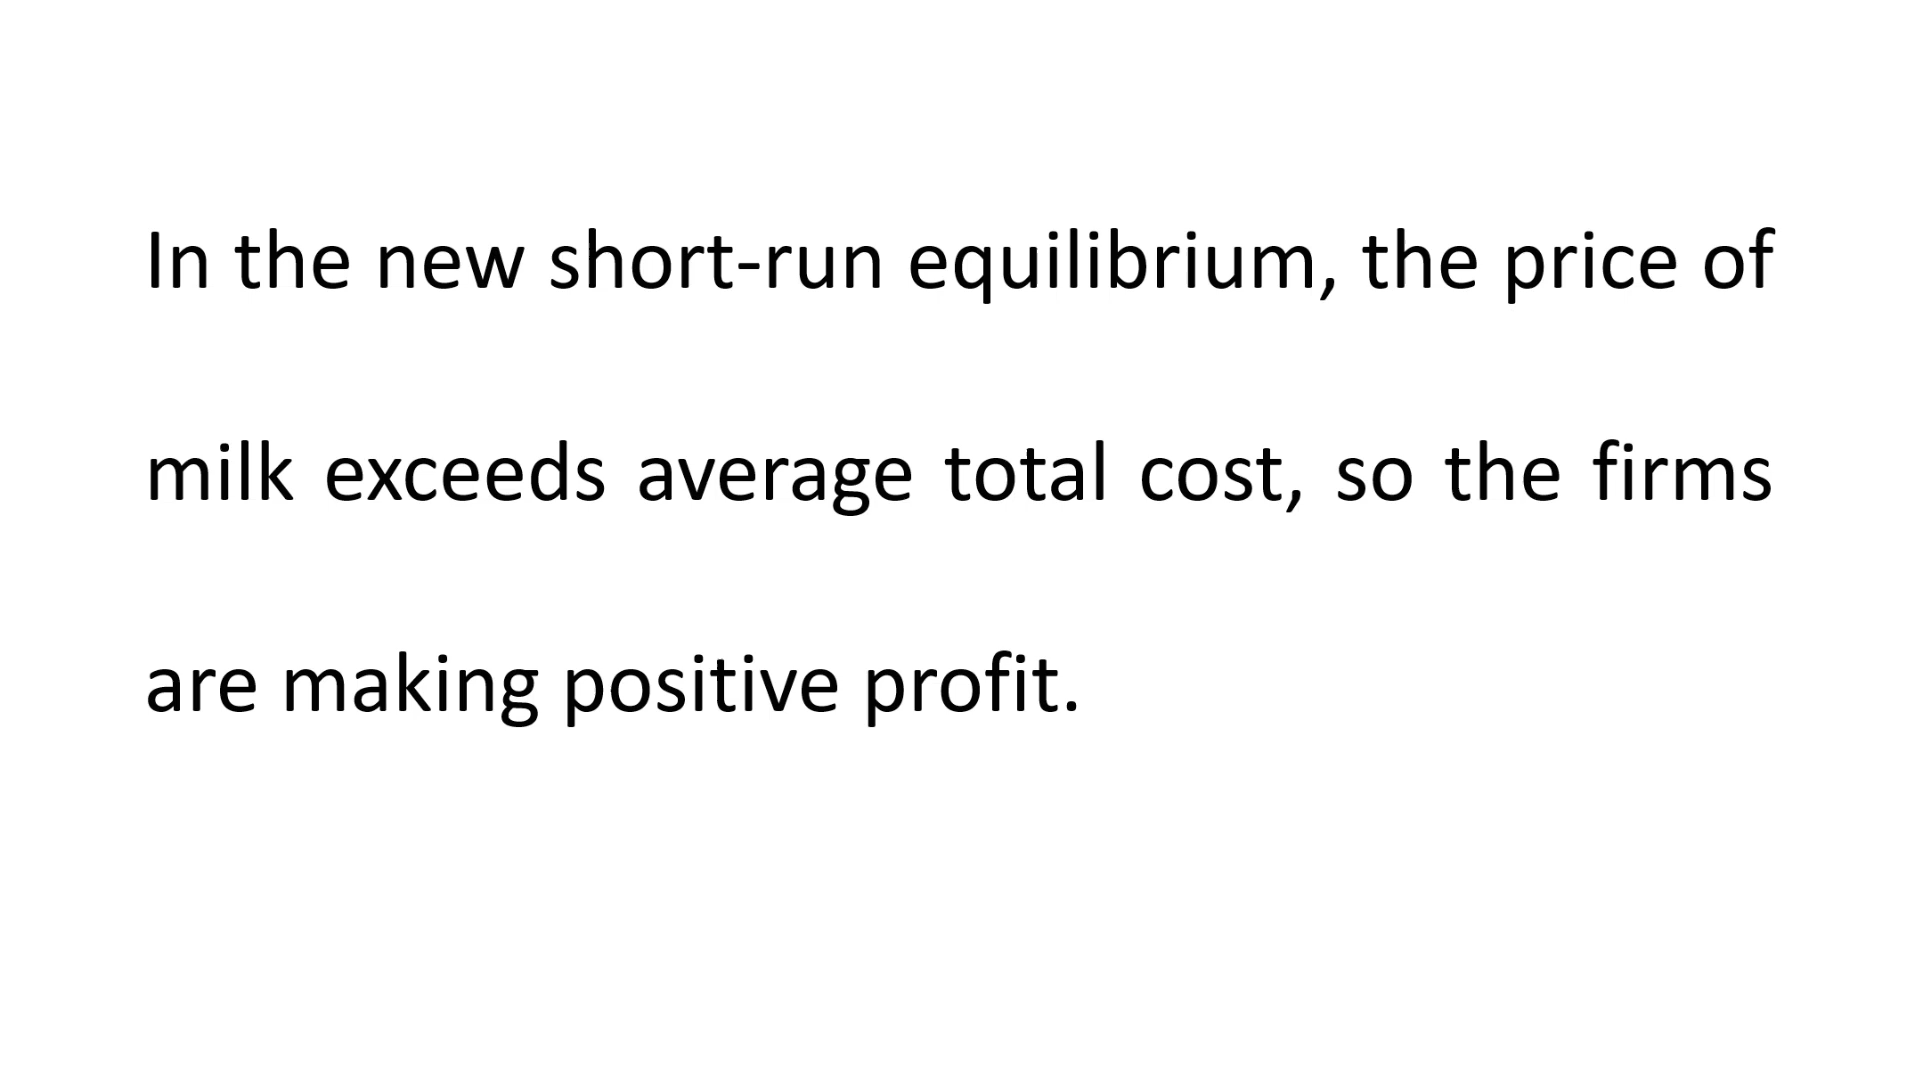 In the new short-run equilibrium, the price of
milk exceeds average total cost, so the firms
are making positive profit.